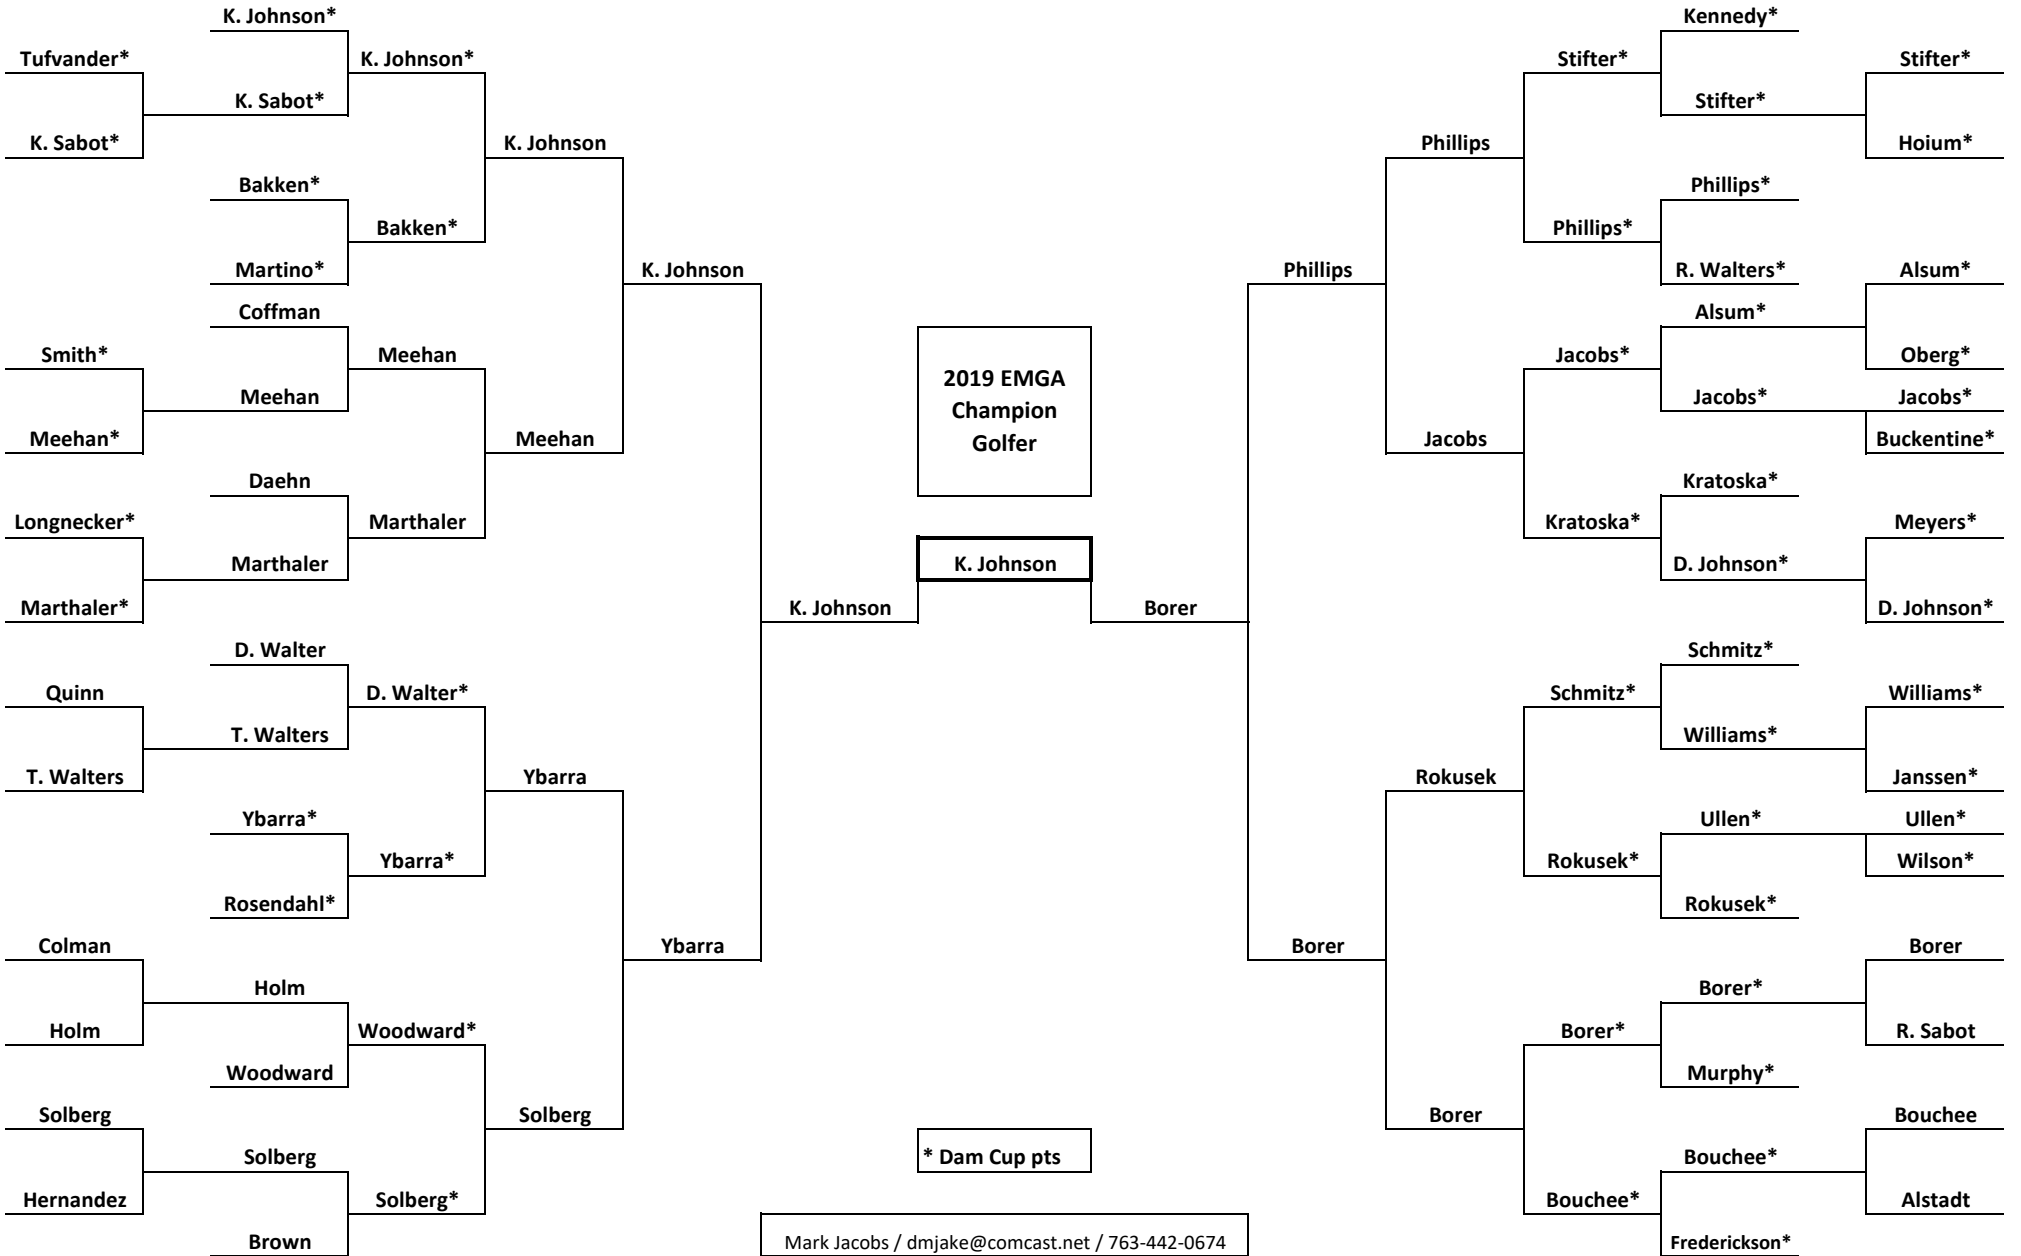 K. Johnson*
Kennedy*
Tufvander*
K. Johnson*
Stifter*
Stifter*
K. Sabot*
Stifter*
K. Sabot*
K. Johnson
Phillips
Hoium*
Bakken*
Phillips*
Bakken*
Phillips*
Martino*
K. Johnson
Phillips
R. Walters*
Alsum*
Coffman
Alsum*
Smith*
Meehan
2019 EMGA
Champion
Golfer
Jacobs*
Oberg*
Meehan
Jacobs*
Jacobs*
Meehan*
Meehan
Jacobs
Buckentine*
Daehn
Kratoska*
Longnecker*
Marthaler
Kratoska*
Meyers*
Marthaler
K. Johnson
D. Johnson*
Marthaler*
K. Johnson
Borer
D. Johnson*
D. Walter
Schmitz*
Quinn
D. Walter*
Schmitz*
Williams*
T. Walters
Williams*
T. Walters
Ybarra
Rokusek
Janssen*
Ybarra*
Ullen*
Ullen*
Ybarra*
Rokusek*
Wilson*
Rosendahl*
Rokusek*
Colman
Ybarra
Borer
Borer
Holm
Borer*
Holm
Woodward*
Borer*
R. Sabot
Woodward
Murphy*
Solberg
Solberg
Borer
Bouchee
Solberg
* Dam Cup pts
Bouchee*
Hernandez
Solberg*
Bouchee*
Alstadt
Brown
Mark Jacobs / dmjake@comcast.net / 763-442-0674
Frederickson*